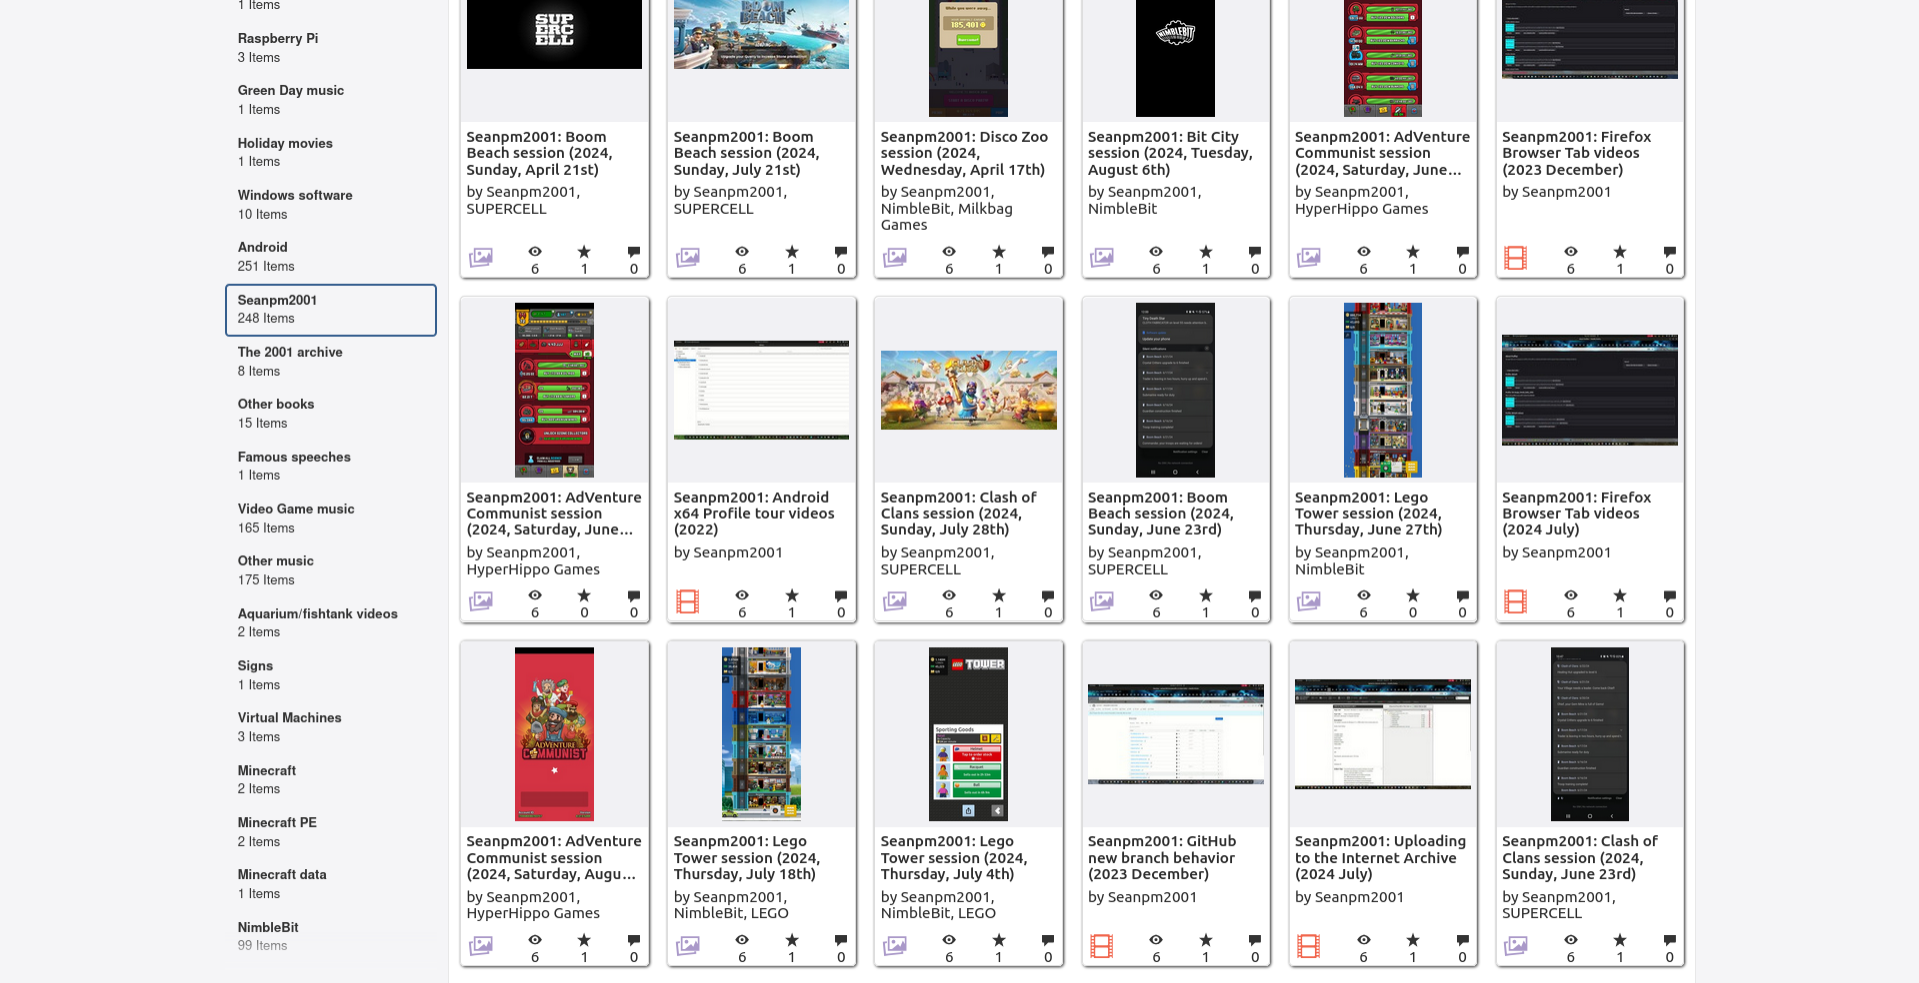 1 Items
Raspberry Pi
3 Items
Green Day music
1 Items
Holiday movies
1 Items
Windows software
10 Items
Android
251 Items
Seanpm2001
248 Items
The 2001 archive
8 Items
Other books
15 Items
Famous speeches
1 Items
Video Game music
165 Items
Other music
175 Items
Aquarium/fishtank videos
2 Items
Signs
1 Items
Virtual Machines
3 Items
Minecraft
2 Items
Minecraft PE
2 Items
Minecraft data
1 Items
NimbleBit
99 Items
SUP
ERC
ELL
Seanpm2001: Boom
Beach session (2024,
Sunday, April 21st)
by Seanpm2001,
SUPERCELL
6 1 0
BOOM
BEACH
Seanpm2001: Boom
Beach session (2024,
Sunday, July 21st)
by Seanpm2001,
SUPERCELL
6 1 0
185,401
Seanpm2001: Disco Zoo
session (2024,
Wednesday, April 17th)
by Seanpm2001,
NimbleBit, Milkbag
Games
6 1 0
NIMBLEBIT
Seanpm2001: Bit City
session (2024, Tuesday,
August 6th)
by Seanpm2001,
NimbleBit
6 1 0
Seanpm2001: AdVenture
Communist session
(2024, Saturday, June...
by Seanpm2001,
HyperHippo Games
6 1 0
Seanpm2001: Firefox
Browser Tab videos
(2023 December)
by Seanpm2001
6 1 0
Seanpm2001: AdVenture
Communist session
(2024, Saturday, June...
by Seanpm2001,
HyperHippo Games
6 0 0
Seanpm2001: Android
x64 Profile tour videos
(2022)
by Seanpm2001
6 1 0
Seanpm2001: Clash of
Clans session (2024,
Sunday, July 28th)
by Seanpm2001,
SUPERCELL
6 1 0
Seanpm2001: Boom
Beach session (2024,
Sunday, June 23rd)
by Seanpm2001,
SUPERCELL
6 1 0
Seanpm2001: Lego
Tower session (2024,
Thursday, June 27th)
by Seanpm2001,
NimbleBit
6 0 0
Seanpm2001: Firefox
Browser Tab videos
(2024 July)
by Seanpm2001
6 1 0
ADVENTURE
COMMUNIST
Seanpm2001: AdVenture
Communist session
(2024, Saturday, Augu...
by Seanpm2001,
HyperHippo Games
6 1 0
Seanpm2001: Lego
Tower session (2024,
Thursday, July 18th)
by Seanpm2001,
NimbleBit, LEGO
6 1 0
LEGO TOWER
Sporting Goods
Seanpm2001: Lego
Tower session (2024,
Thursday, July 4th)
by Seanpm2001,
NimbleBit, LEGO
6 1 0
Seanpm2001: GitHub
new branch behavior
(2023 December)
by Seanpm2001
6 1 0
Seanpm2001: Uploading
to the Internet Archive
(2024 July)
by Seanpm2001
6 1 0
Seanpm2001: Clash of
Clans session (2024,
Sunday, June 23rd)
by Seanpm2001,
SUPERCELL
6 1 0